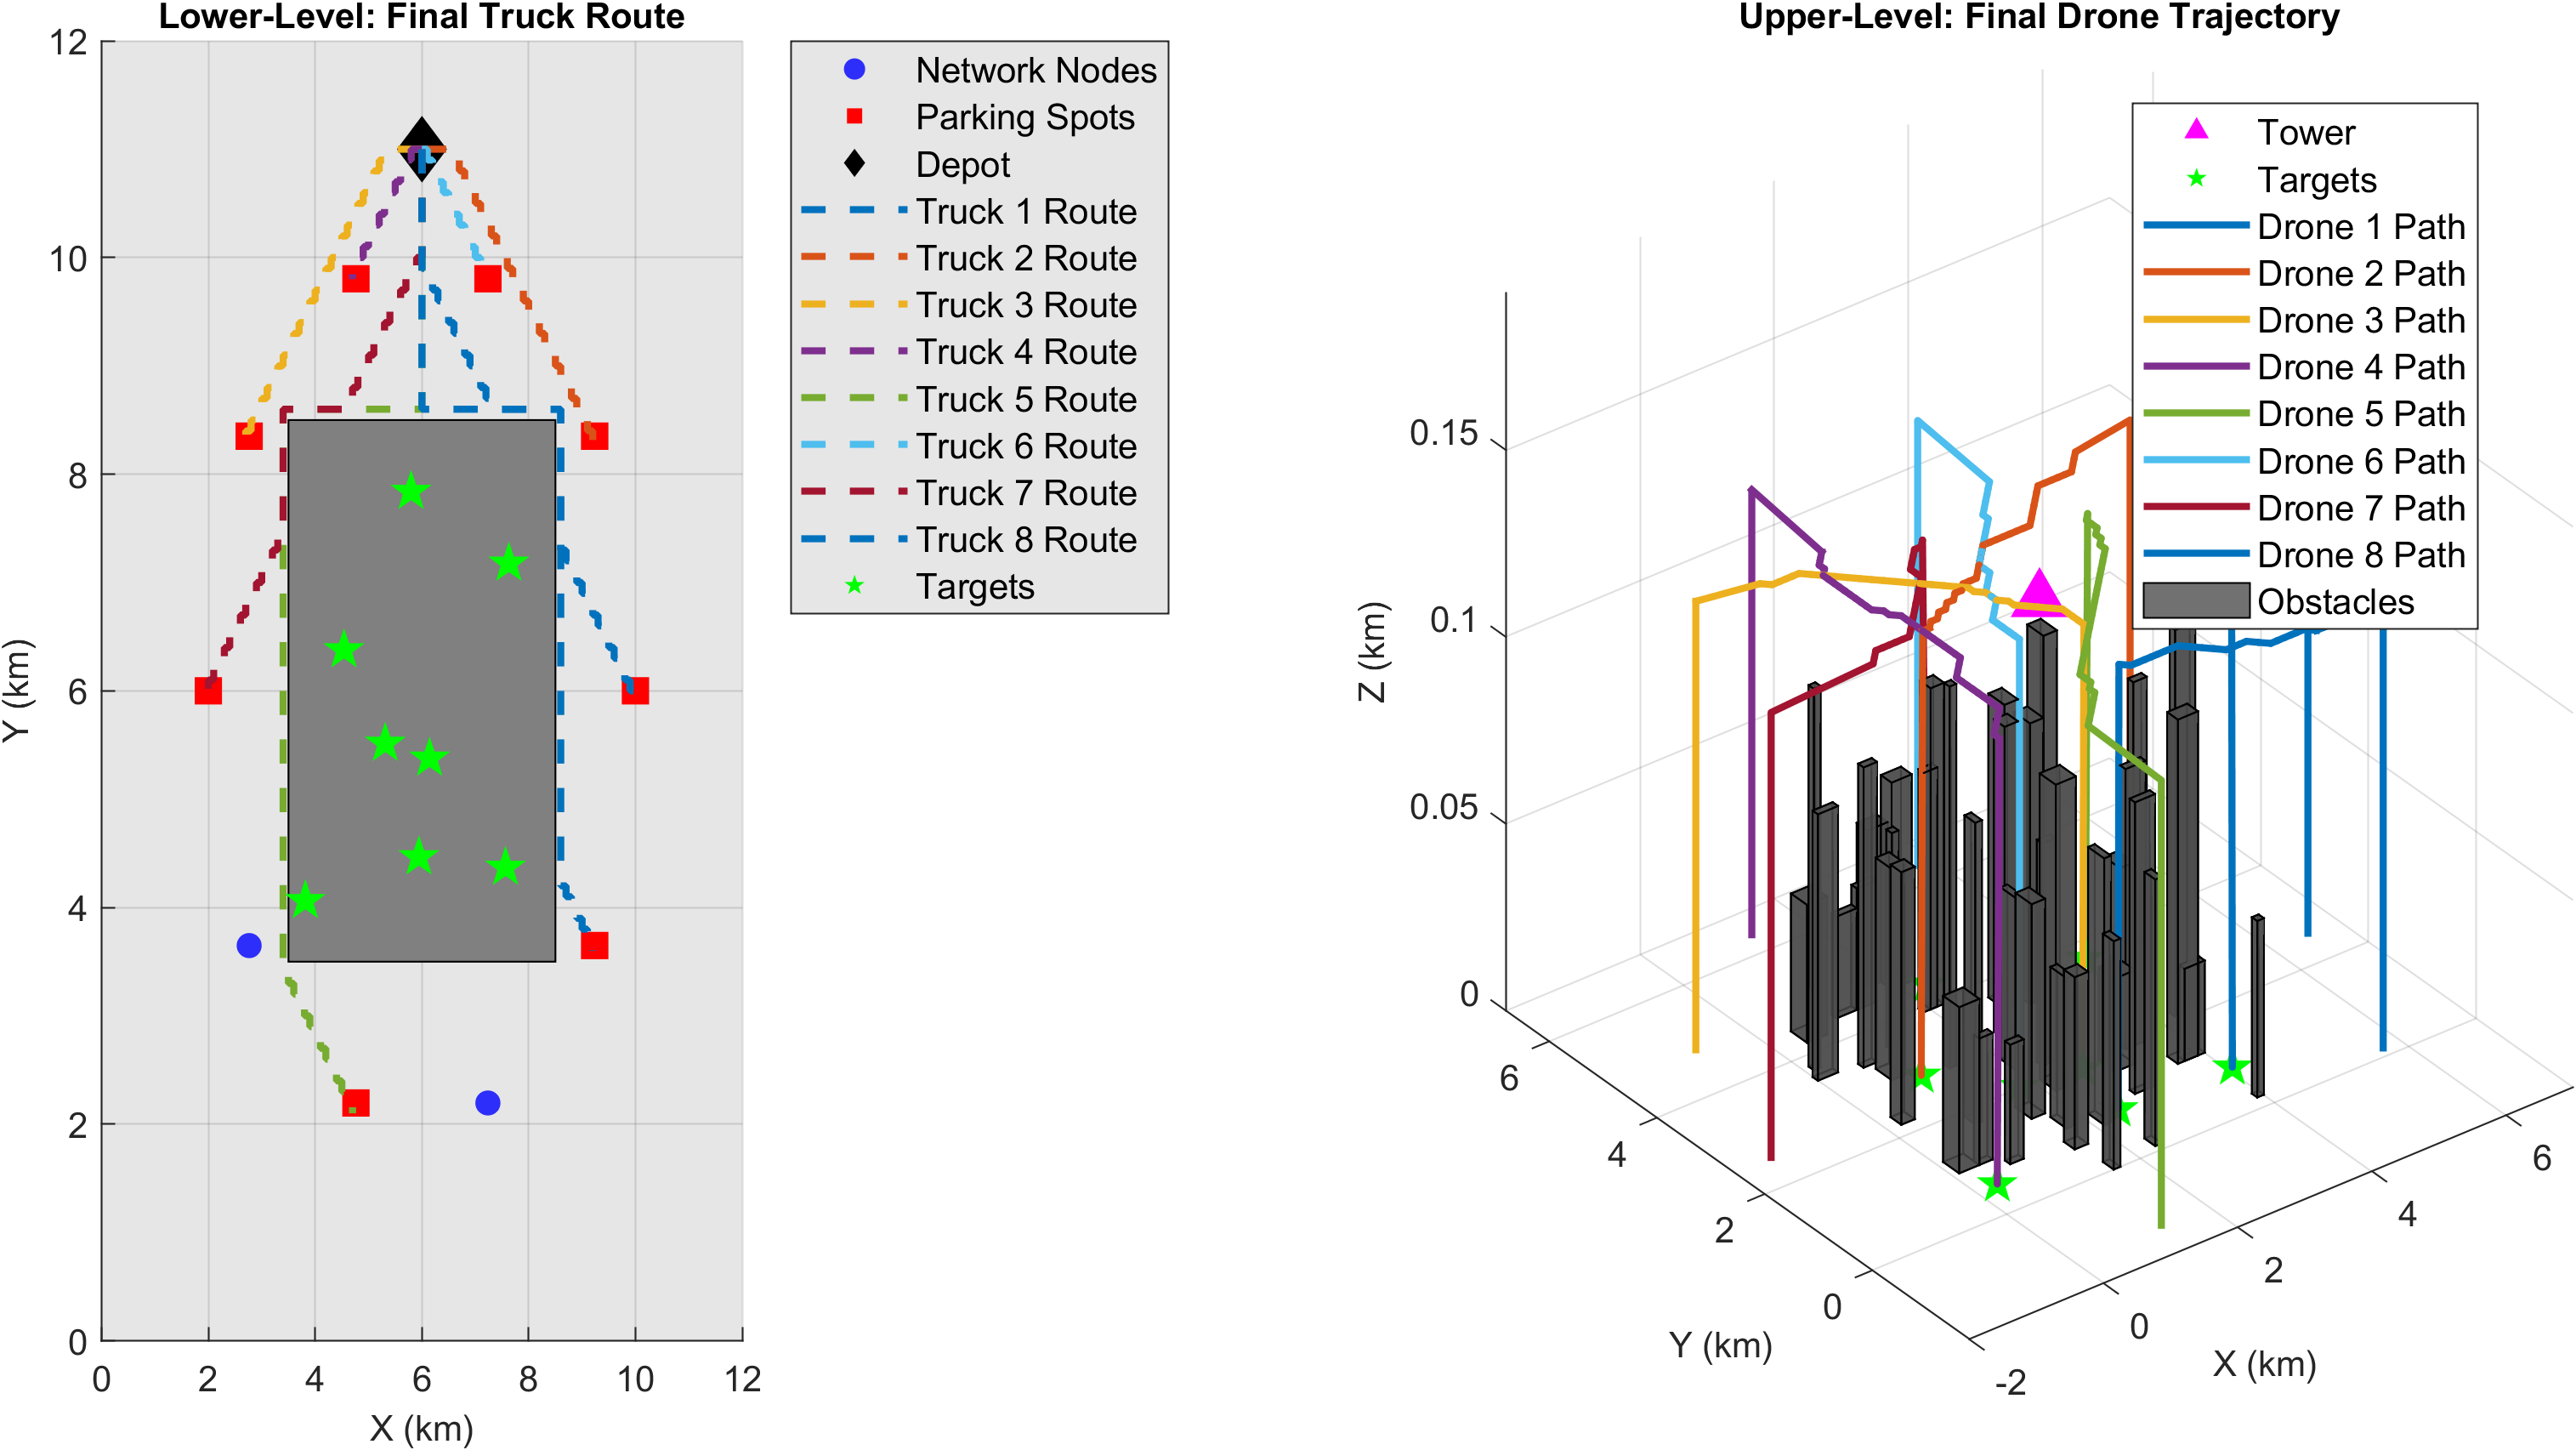 Lower-Level: Final Truck Route
12
10
8
6
4
2
0
0 2 4 6 8 10 12
X (km)
Y (km)
Network Nodes
Parking Spots
Depot
Truck 1 Route
Truck 2 Route
Truck 3 Route
Truck 4 Route
Truck 5 Route
Truck 6 Route
Truck 7 Route
Truck 8 Route
Targets
Upper-Level: Final Drone Trajectory
Tower
Targets
Drone 1 Path
Drone 2 Path
Drone 3 Path
Drone 4 Path
Drone 5 Path
Drone 6 Path
Drone 7 Path
Drone 8 Path
Obstacles
0.15
0.1
0.05
0
Z (km)
6
4
2
0
-2
Y (km)
0
2
4
6
X (km)